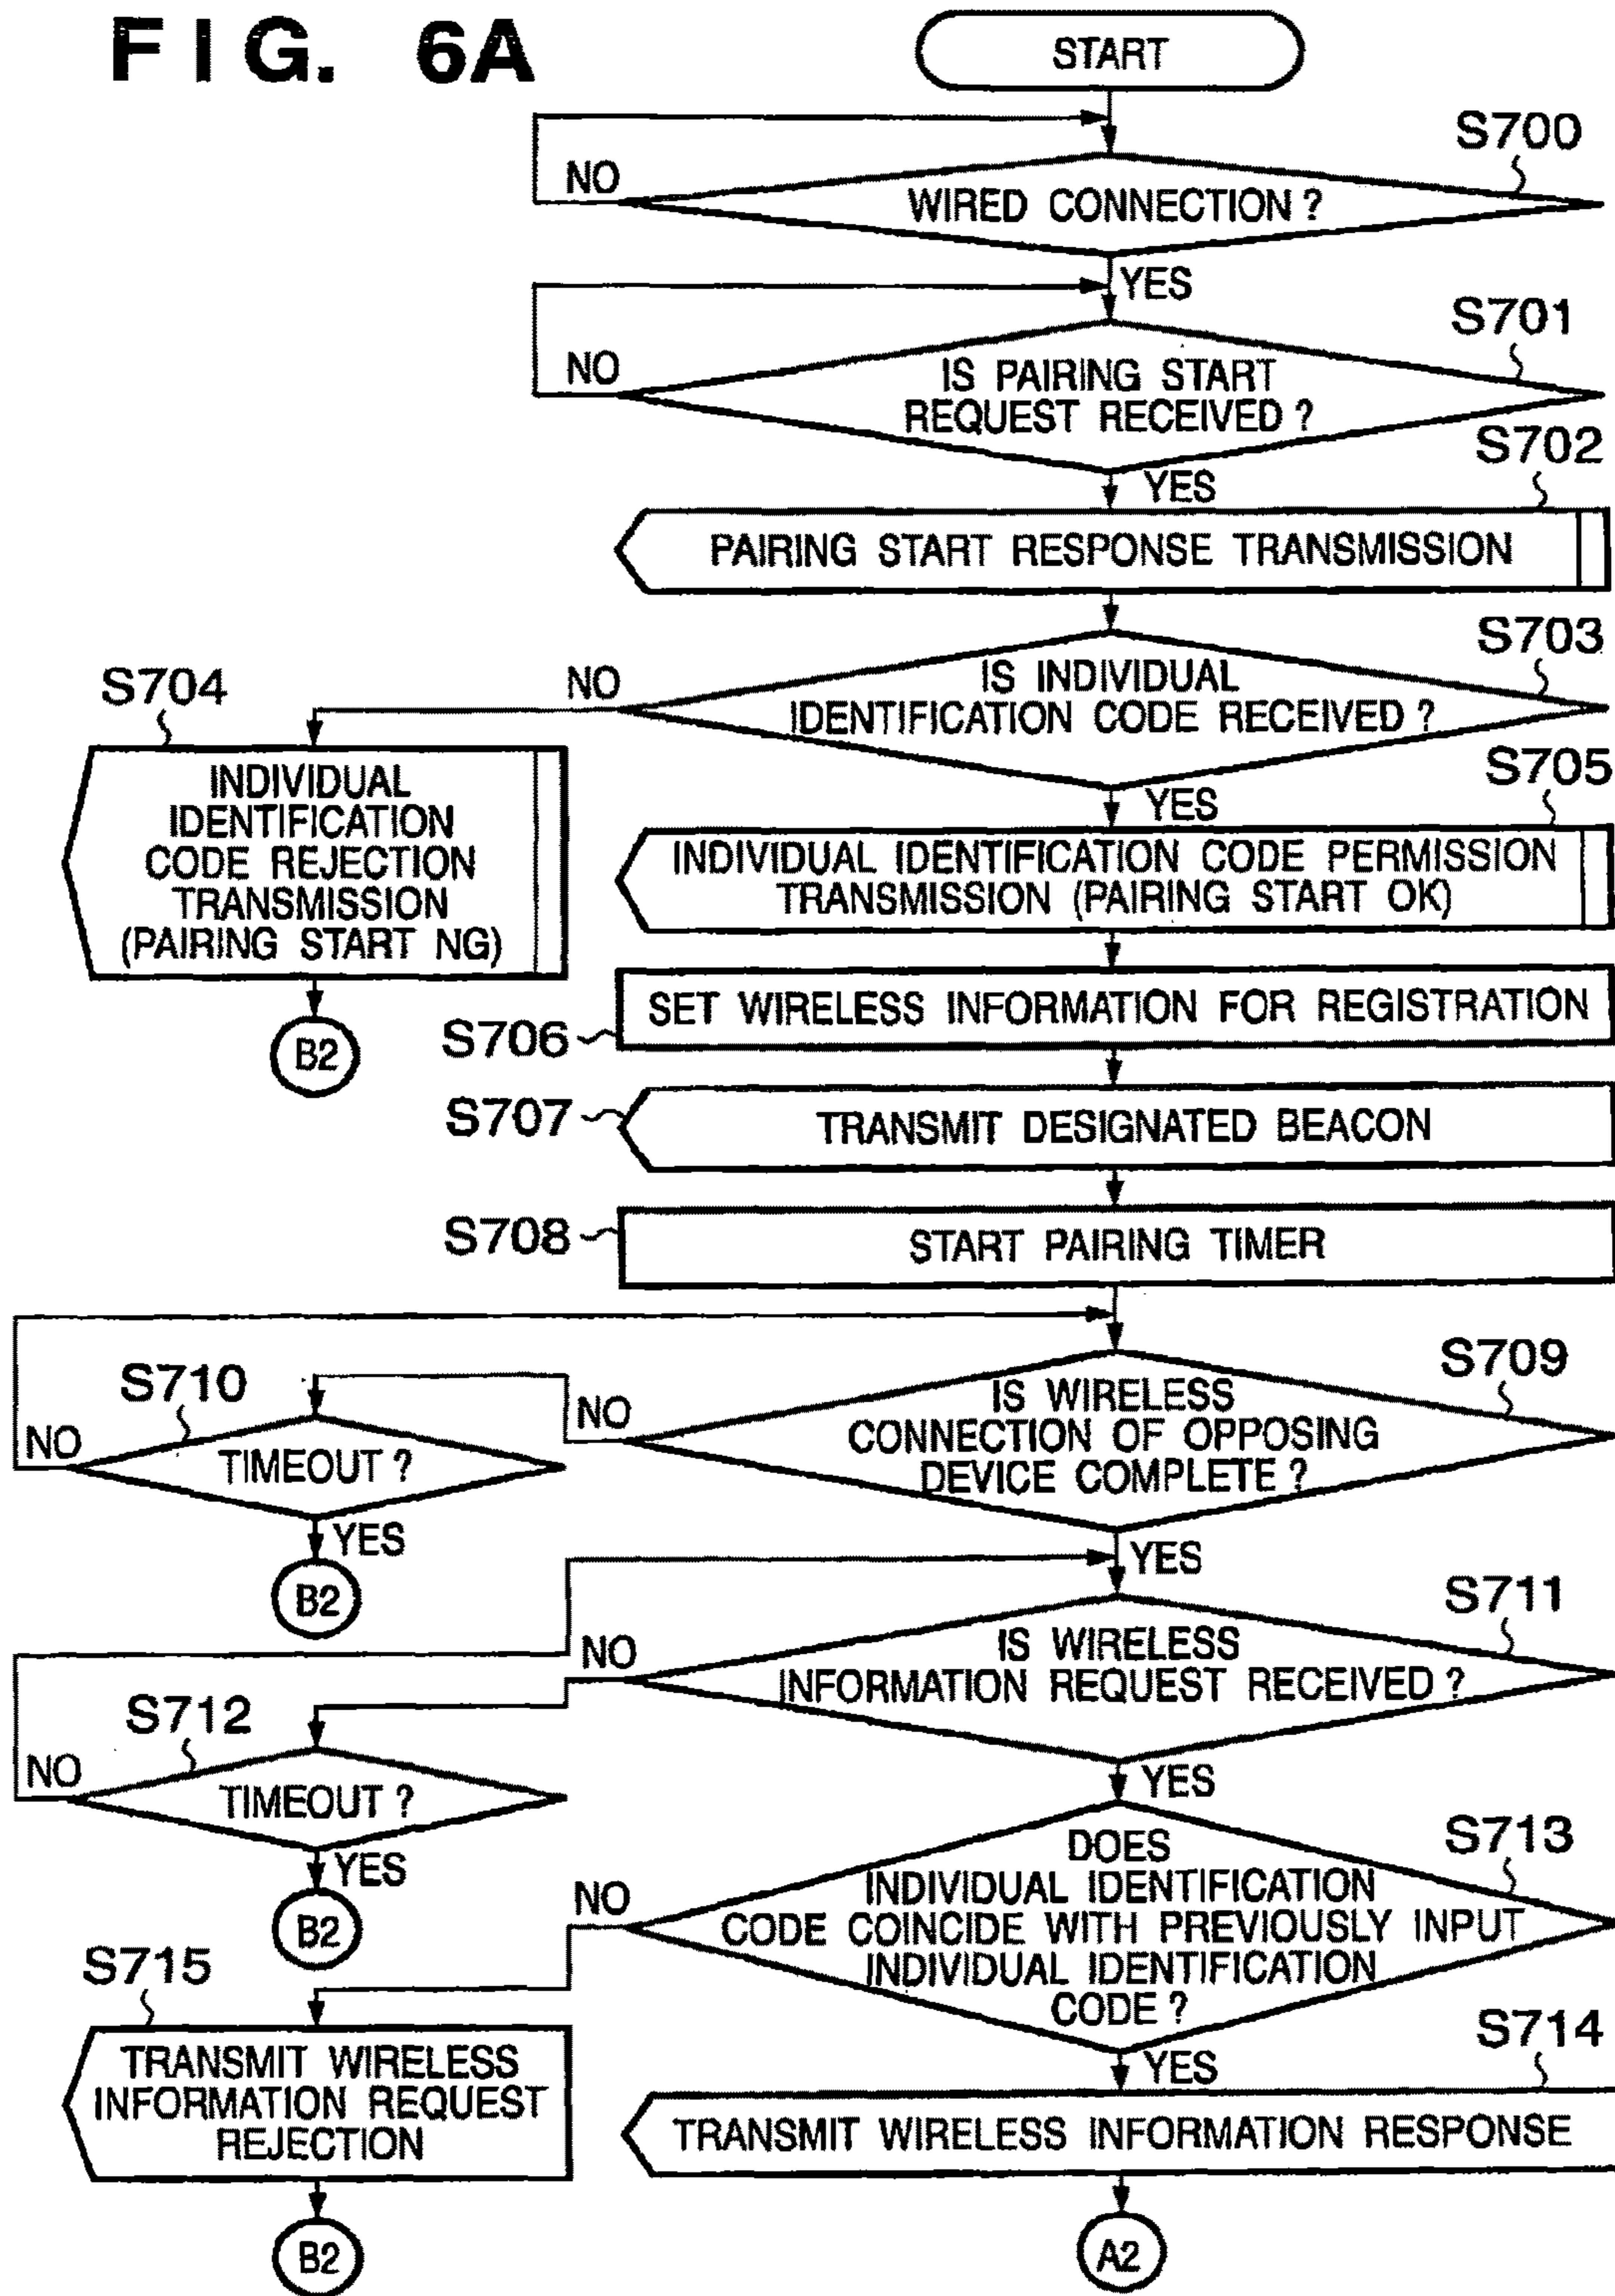 FIG. 6A
START
S700
NO
WIRED CONNECTION ?
YES
S701
NO
IS PAIRING START
REQUEST RECEIVED ?
S702
YES
PAIRING START RESPONSE TRANSMISSION
S703
NO
IS INDIVIDUAL
IDENTIFICATION CODE RECEIVED ?
S704
INDIVIDUAL
IDENTIFICATION
CODE REJECTION
TRANSMISSION
(PAIRING START NG)
B2
S705
YES
INDIVIDUAL IDENTIFICATION CODE PERMISSION
TRANSMISSION (PAIRING START OK)
S706
SET WIRELESS INFORMATION FOR REGISTRATION
S707
TRANSMIT DESIGNATED BEACON
S708
START PAIRING TIMER
S709
NO
IS WIRELESS
CONNECTION OF OPPOSING
DEVICE COMPLETE ?
S710
NO
TIMEOUT ?
YES
B2
YES
S711
NO
IS WIRELESS
INFORMATION REQUEST RECEIVED ?
S712
NO
TIMEOUT ?
YES
B2
YES
S713
NO
DOES
INDIVIDUAL IDENTIFICATION
CODE COINCIDE WITH PREVIOUSLY INPUT
INDIVIDUAL IDENTIFICATION
CODE ?
S715
TRANSMIT WIRELESS
INFORMATION REQUEST
REJECTION
B2
S714
YES
TRANSMIT WIRELESS INFORMATION RESPONSE
A2